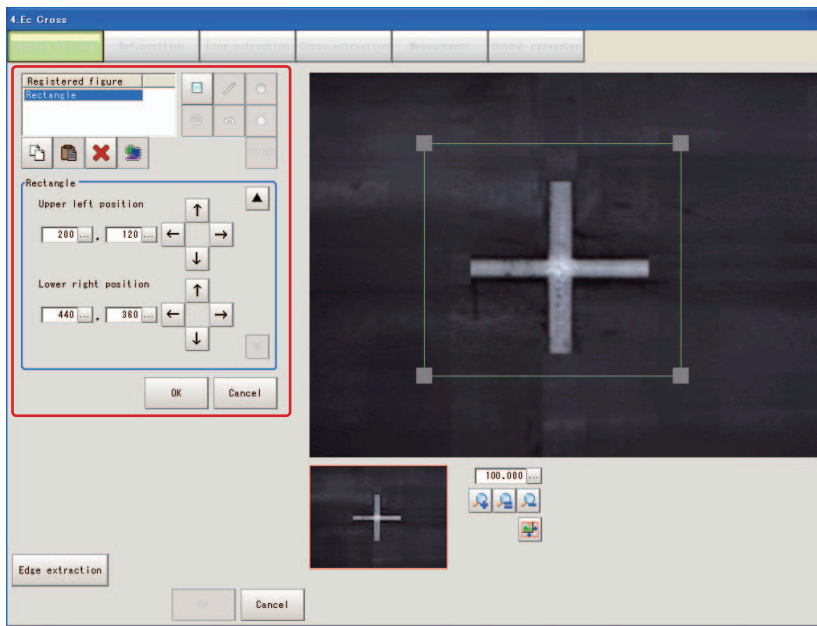 4.Ec Cross
Ref.position
Line extraction
Cross extraction
Measurement
Output parameter
Registered figure
Rectangle
Rectangle
Upper left position
200 ... , 120 ...
Lower right position
440 ... , 360 ...
OK
Cancel
100.000 ...
Edge extraction
OK
Cancel